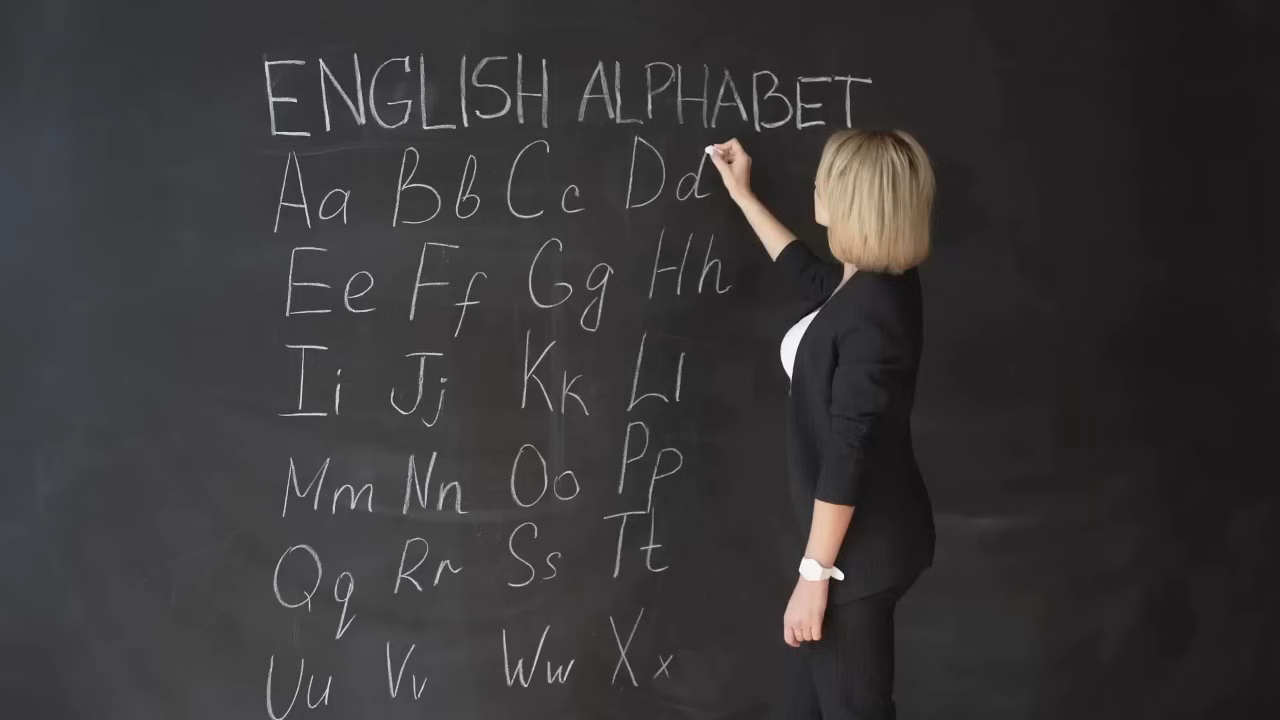 ENGLISH ALPHABET
Aa Bb Cc Dd
Ee Ff Gg Hh
Ii Jj Kk Ll
Mm Nn Oo Pp
Qq Rr Ss Tt
Uu Vv Ww Xx